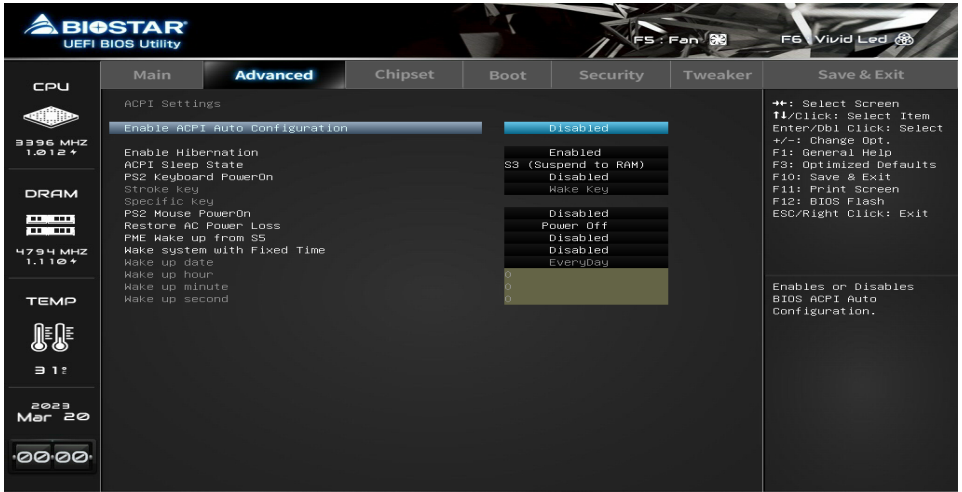 BIOSTAR®
UEFI BIOS Utility
F5 : Fan
F6 : Vivid Led
Main Advanced Chipset Boot Security Tweaker Save & Exit
CPU
3396 MHZ
1.012
DRAM
4794 MHZ
1.110
TEMP
31
2023
Mar 20
00:00
ACPI Settings
Enable ACPI Auto Configuration Disabled
Enable Hibernation Enabled
ACPI Sleep State S3 (Suspend to RAM)
PS2 Keyboard PowerOn Disabled
Stroke key Wake Key
Specific key
PS2 Mouse PowerOn Disabled
Restore AC Power Loss Power Off
PME Wake up from S5 Disabled
Wake system with Fixed Time Disabled
Wake up date EveryDay
Wake up hour 0
Wake up minute 0
Wake up second 0
→←: Select Screen
↑↓/Click: Select Item
Enter/Dbl Click: Select
+/-: Change Opt.
F1: General Help
F3: Optimized Defaults
F10: Save & Exit
F11: Print Screen
F12: BIOS Flash
ESC/Right Click: Exit
Enables or Disables
BIOS ACPI Auto
Configuration.